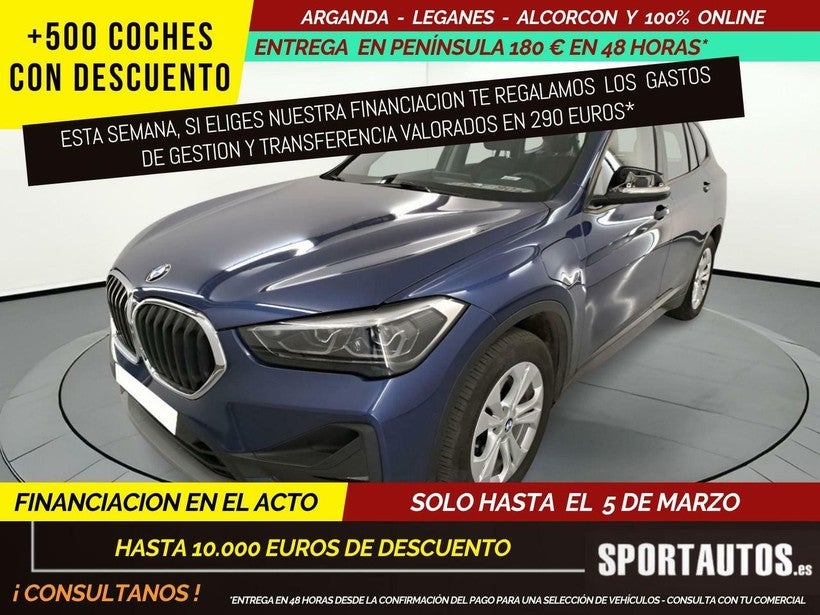 +500 COCHES
CON DESCUENTO
ARGANDA - LEGANES - ALCORCON Y 100% ONLINE
ENTREGA EN PENÍNSULA 180 € EN 48 HORAS*
ESTA SEMANA, SI ELIGES NUESTRA FINANCIACION TE REGALAMOS LOS GASTOS
DE GESTION Y TRANSFERENCIA VALORADOS EN 290 EUROS*
FINANCIACION EN EL ACTO
SOLO HASTA EL 5 DE MARZO
HASTA 10.000 EUROS DE DESCUENTO
SPORTAUTOS.es
¡ CONSULTANOS !
*ENTREGA EN 48 HORAS DESDE LA CONFIRMACIÓN DEL PAGO PARA UNA SELECCIÓN DE VEHÍCULOS - CONSULTA CON TU COMERCIAL